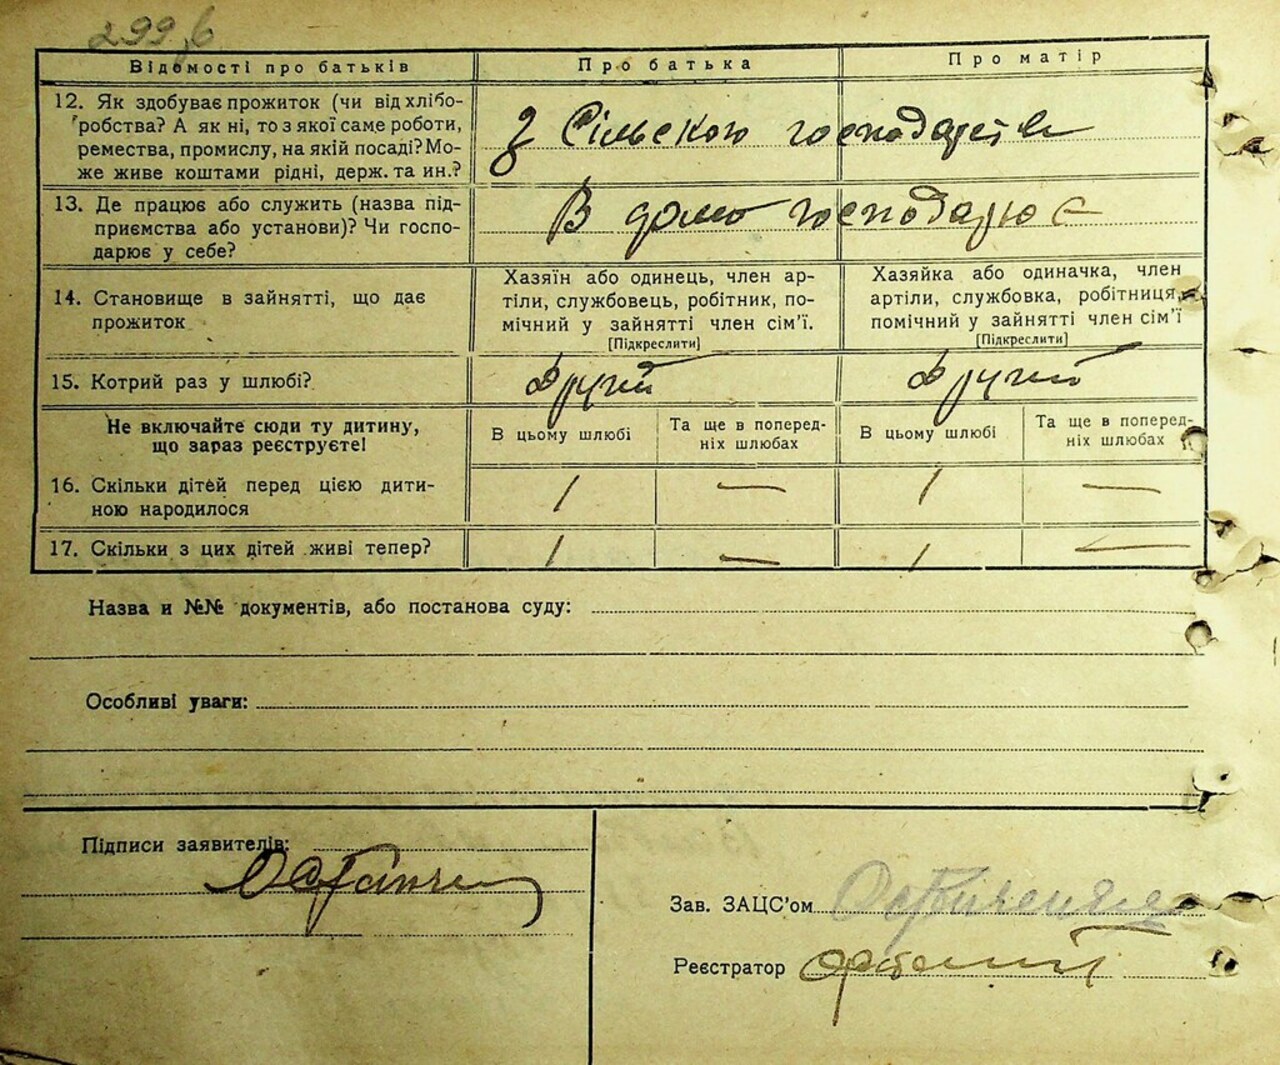 299
Відомості про батьків
Про батька
Про матір
12. Як здобуває прожиток (чи від хлібо-
робства? А як ні, то з якої саме роботи,
ремества, промислу, на якій посаді? Мо-
же живе коштами рідні, держ. та ин.?
З Сільскою господарств
13. Де працює або служить (назва під-
приємства або установи)? Чи госпо-
дарює у себе?
В дома господарює
14. Становище в зайнятті, що дає
прожиток
Хазяїн або одинець, член ар-
тіли, службовець, робітник, по-
мічний у зайнятті член сім'ї.
[Підкреслити]
Хазяйка або одиначка, член
артіли, службовка, робітниця,
помічний у зайнятті член сім'ї
[Підкреслити]
15. Котрий раз у шлюбі?
другий
другий
Не включайте сюди ту дитину,
що зараз реєструєте!
В цьому шлюбі
Та ще в поперед-
ніх шлюбах
В цьому шлюбі
Та ще в поперед-
ніх шлюбах
16. Скільки дітей перед цією дити-
ною народилося
1 — 1 —
17. Скільки з цих дітей живі тепер?
1 — 1 —
Назва и №№ документів, або постанова суду:
Особливі уваги:
Підписи заявителів:
Зав. ЗАЦС'ом
Реєстратор